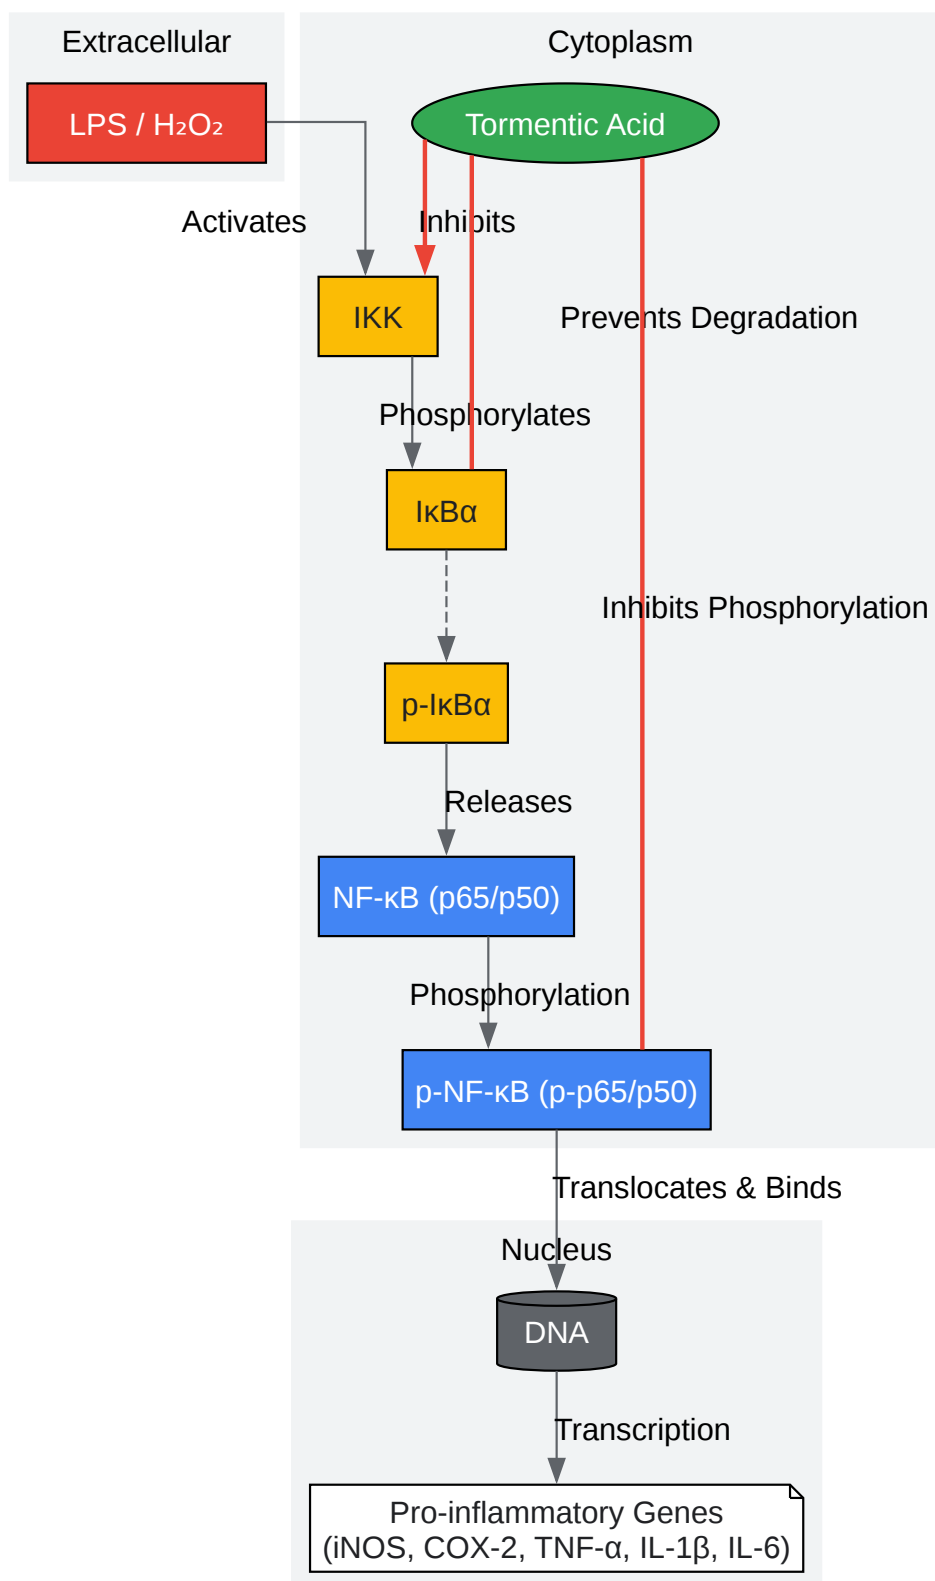 Extracellular
Cytoplasm
LPS / H₂O₂
Tormentic Acid
Activates
Inhibits
IKK
Prevents Degradation
Phosphorylates
IκBα
Inhibits Phosphorylation
p-IκBα
Releases
NF-κB (p65/p50)
Phosphorylation
p-NF-κB (p-p65/p50)
Translocates & Binds
Nucleus
DNA
Transcription
Pro-inflammatory Genes
(iNOS, COX-2, TNF-α, IL-1β, IL-6)